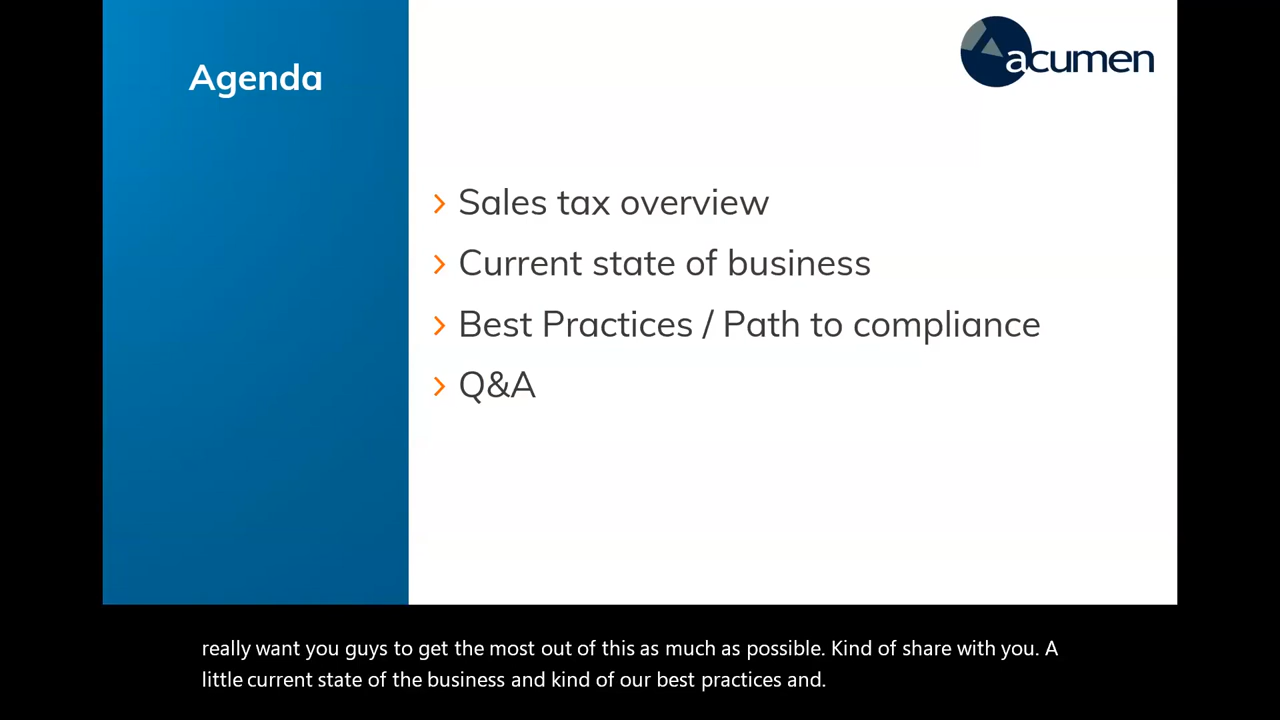 Agenda
acumen
Sales tax overview
Current state of business
Best Practices / Path to compliance
Q&A
really want you guys to get the most out of this as much as possible. Kind of share with you. A
little current state of the business and kind of our best practices and.